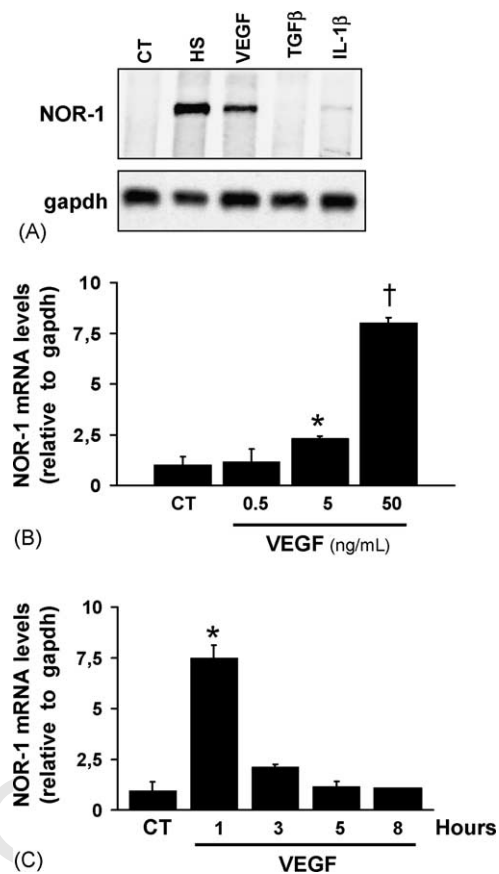 CT HS VEGF TGFβ IL-1β
NOR-1
gapdh
(A)
NOR-1 mRNA levels
(relative to gapdh)
10
7,5
5
2,5
0
*
†
CT 0.5 5 50
VEGF (ng/mL)
(B)
NOR-1 mRNA levels
(relative to gapdh)
10
7,5
5
2,5
0
*
CT 1 3 5 8 Hours
VEGF
(C)